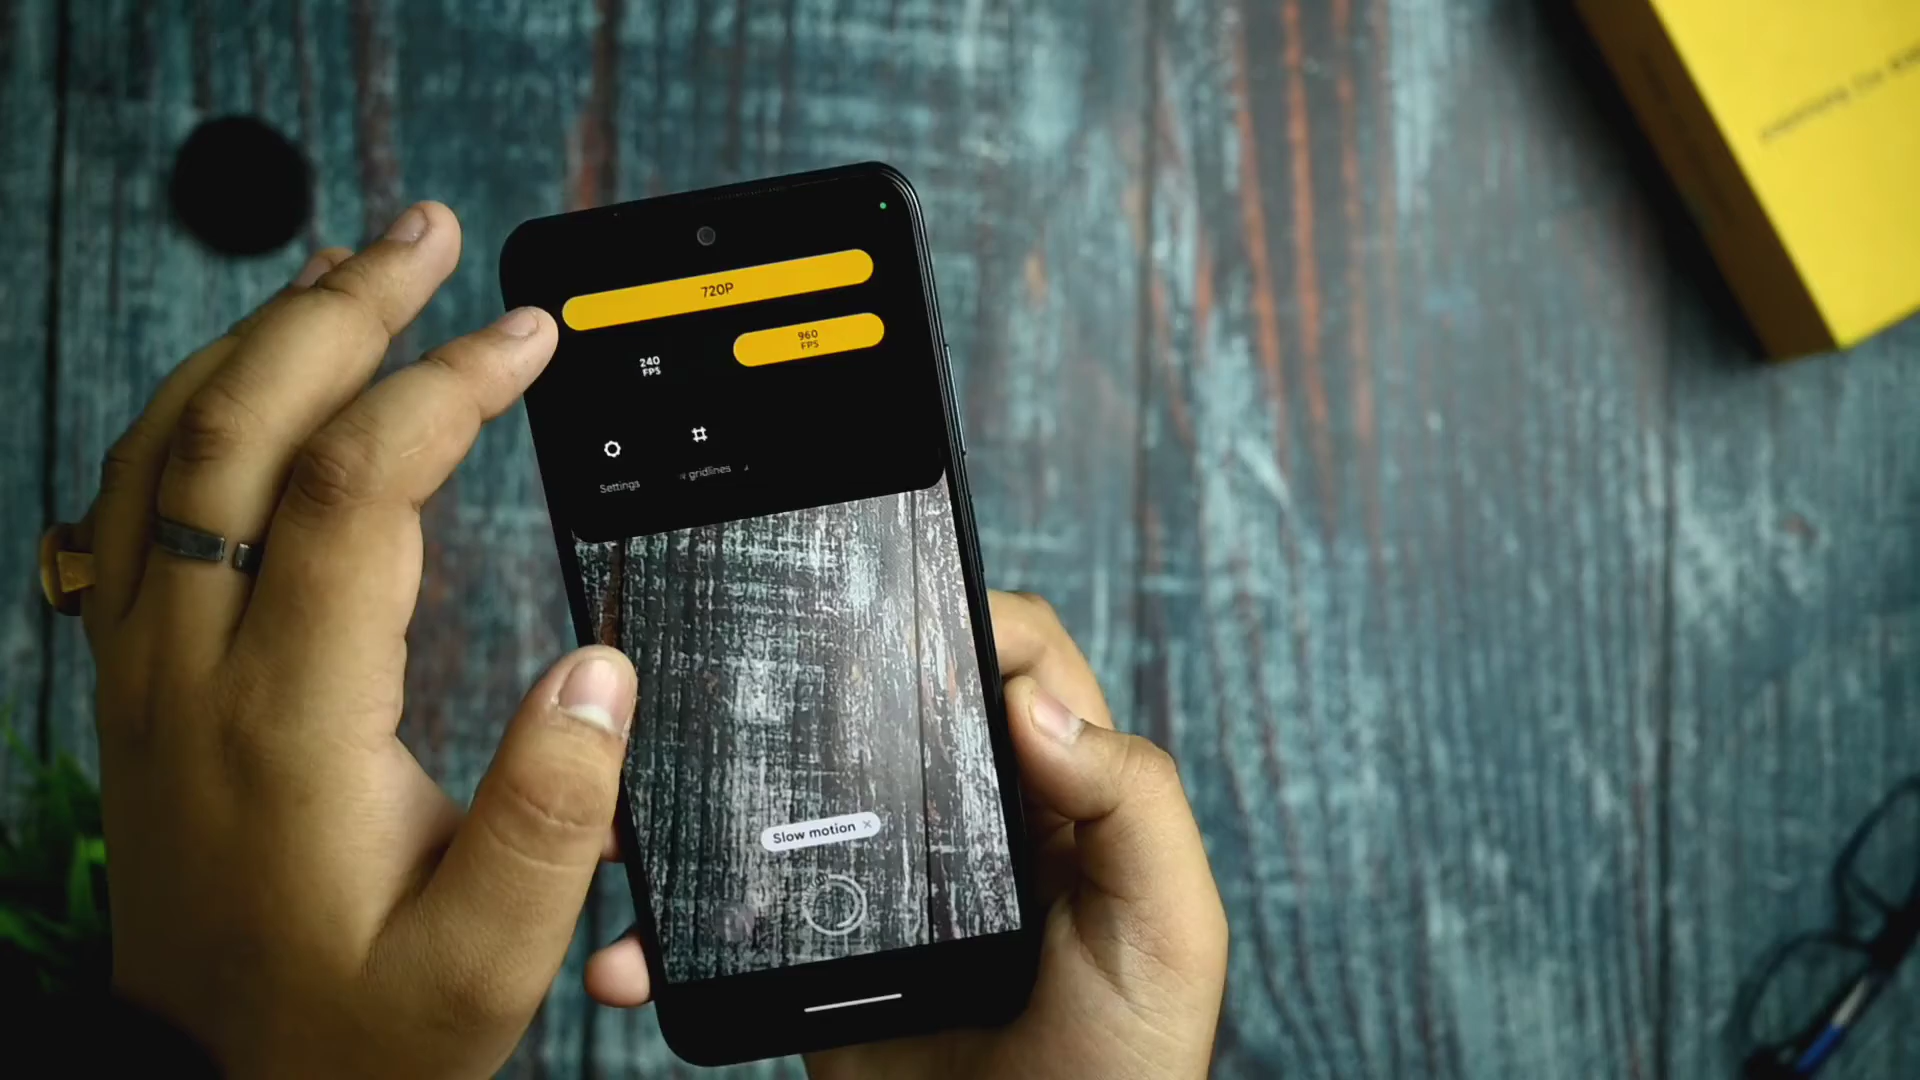 720P
240
FPS
960
FPS
Settings
gridlines
Slow motion ×